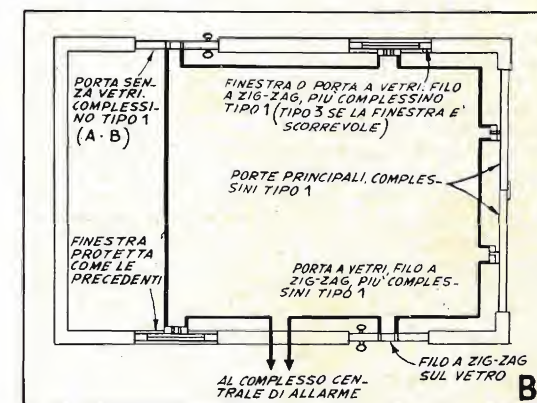 PORTA SEN-
ZA VETRI.
COMPLESSI-
NO TIPO 1
(A-B)
FINESTRA O PORTA A VETRI. FILO
A ZIG-ZAG, PIU' COMPLESSINO
TIPO 1 (TIPO 3 SE LA FINESTRA E'
SCORREVOLE)
PORTE PRINCIPALI. COMPLES-
SINI TIPO 1
FINESTRA
PROTETTA
COME LE
PRECEDENTI
PORTA A VETRI, FILO A
ZIG-ZAG, PIU' COMPLES-
SINI TIPO 1
FILO A ZIG-ZAG
SUL VETRO
AL COMPLESSO CEN-
TRALE DI ALLARME
B